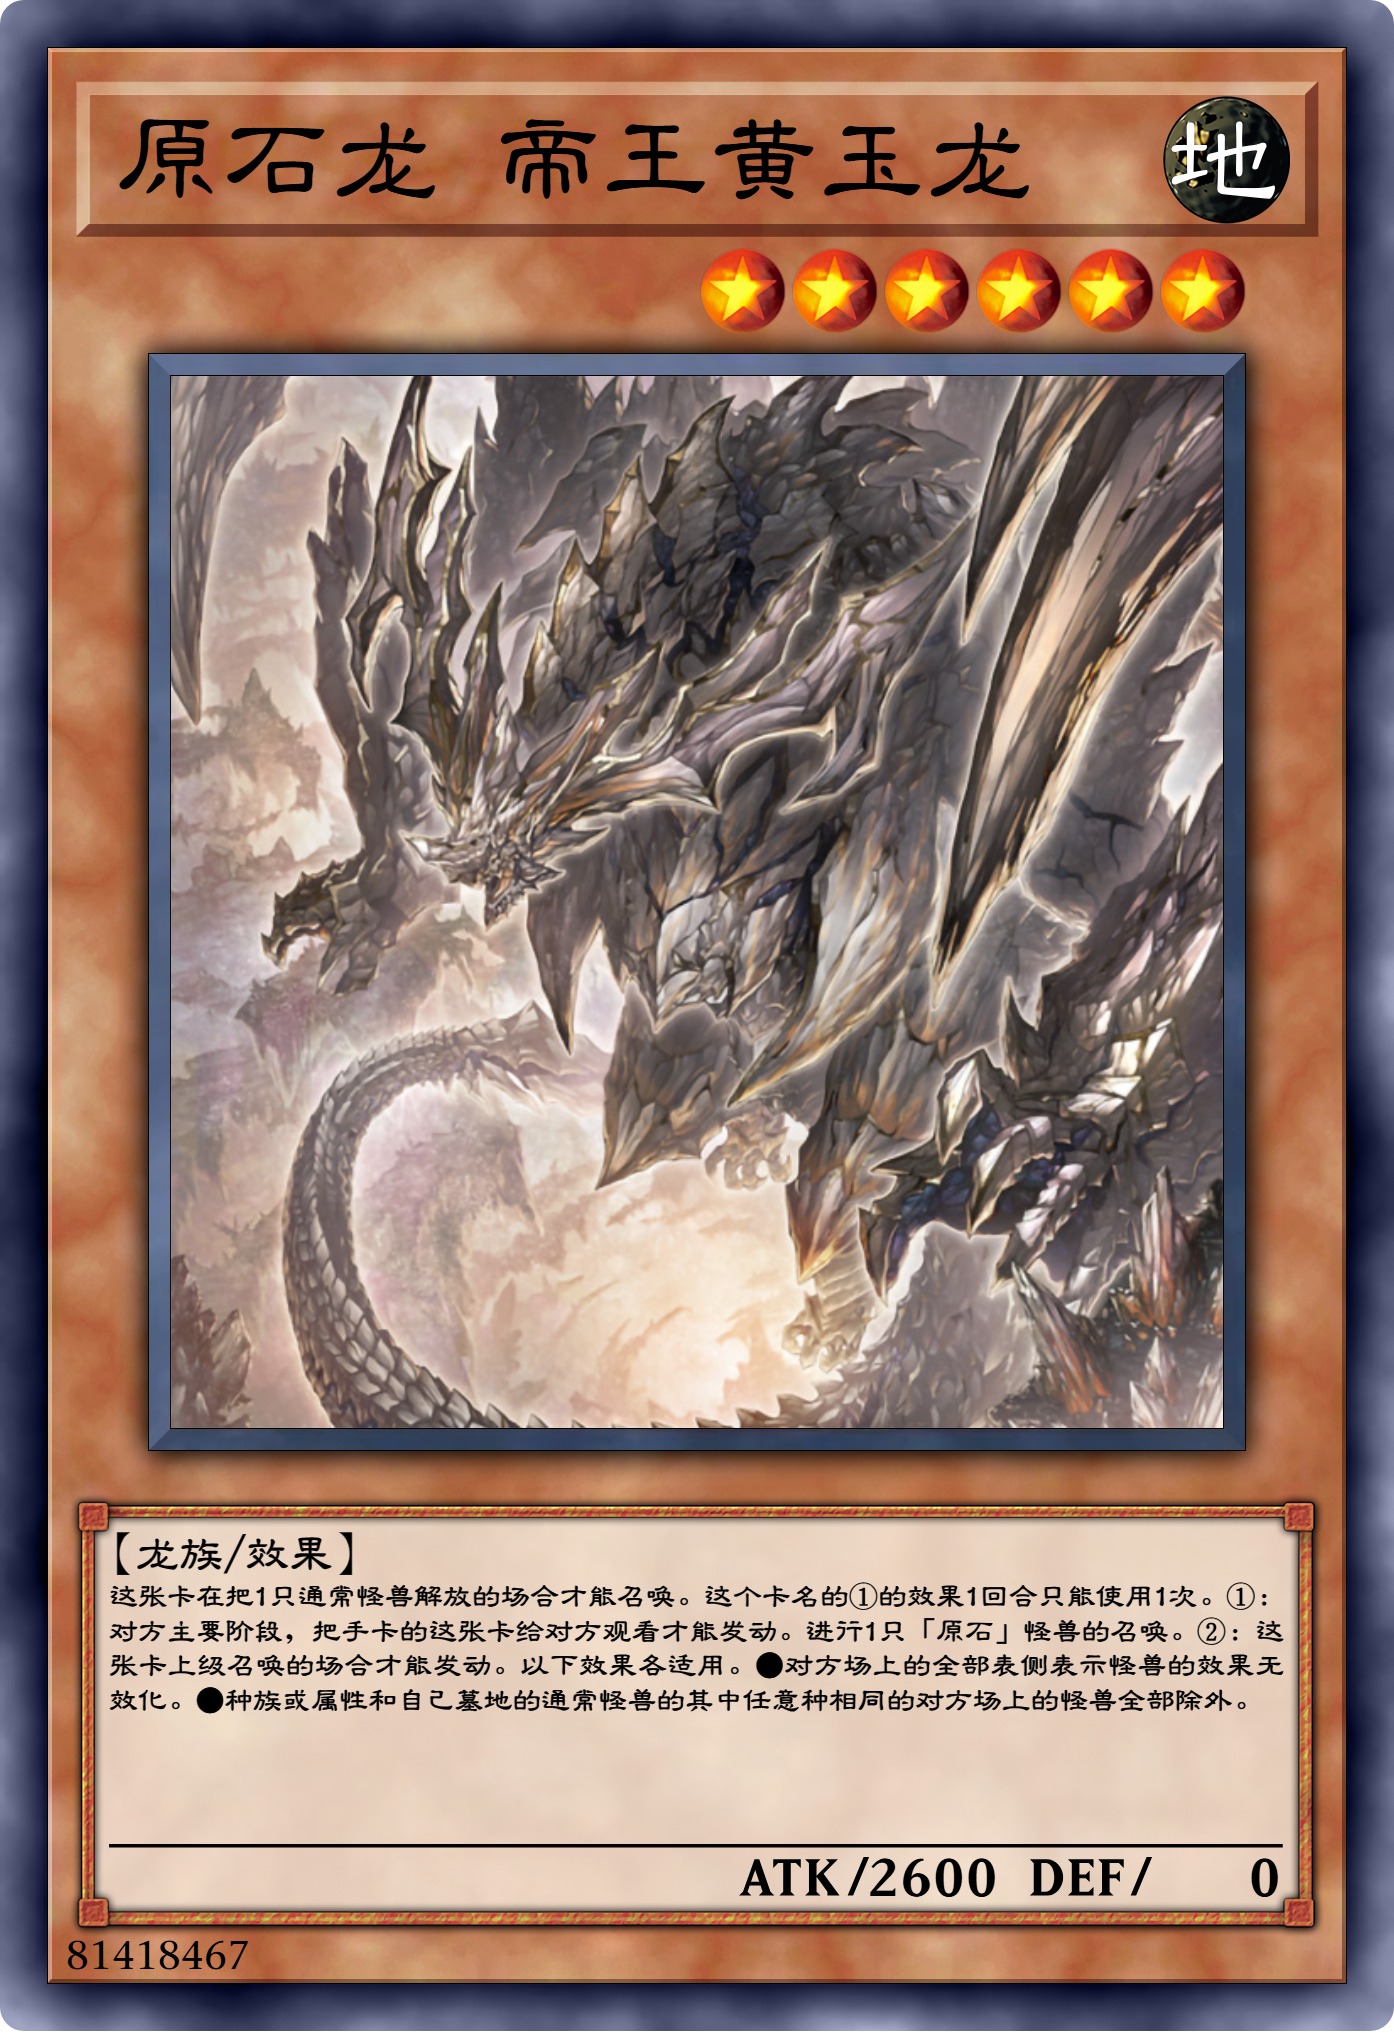 原石龙 帝王黄玉龙
地
【龙族/效果】
这张卡在把1只通常怪兽解放的场合才能召唤。这个卡名的①的效果1回合只能使用1次。①:
对方主要阶段，把手卡的这张卡给对方观看才能发动。进行1只「原石」怪兽的召唤。②：这
张卡上级召唤的场合才能发动。以下效果各适用。●对方场上的全部表侧表示怪兽的效果无
效化。●种族或属性和自己墓地的通常怪兽的其中任意种相同的对方场上的怪兽全部除外。
ATK/2600 DEF/ 0
81418467